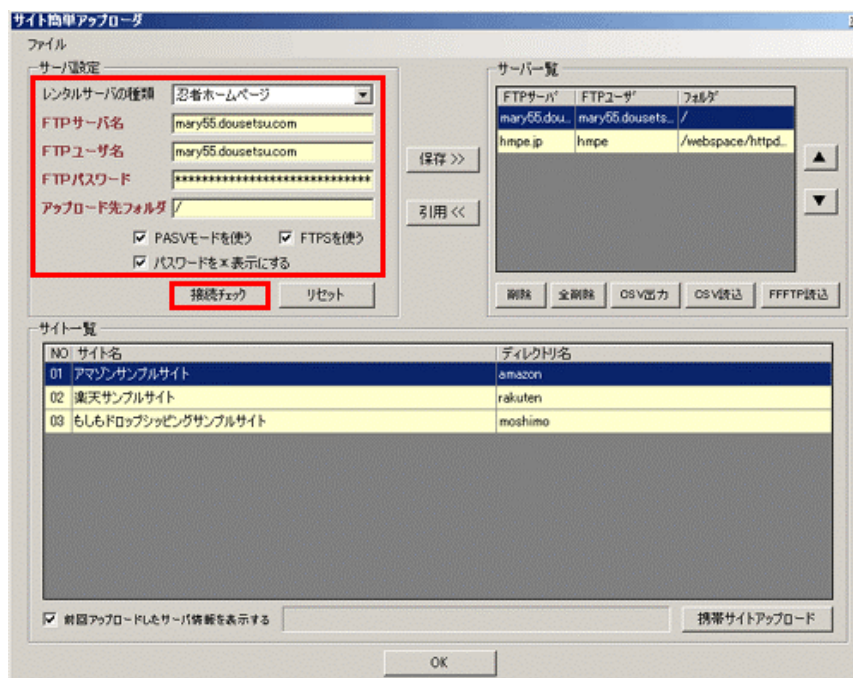 サイト簡単アップローダ
ファイル
サーバ設定
レンタルサーバの種類 忍者ホームページ
FTPサーバ名 mary55.dousetsu.com
FTPユーザ名 mary55.dousetsu.com
FTPパスワード ******************************
アップロード先フォルダ /
PASVモードを使う FTPSを使う
パスワードを×表示にする
接続チェック リセット
保存 >>
引用 <<
サーバー覧
FTPサーバ FTPユーザ フォルダ
mary55.dou.. mary55.dousets.. /
hmpe.jp hmpe /webspace/httpd..
削除 全削除 CSV出力 CSV読込 FFFTP読込
サイト一覧
NO サイト名 ディレクトリ名
01 アマゾンサンプルサイト amazon
02 楽天サンプルサイト rakuten
03 もしもドロップシッピングサンプルサイト moshimo
前回アップロードしたサーバ情報を表示する 携帯サイトアップロード
OK